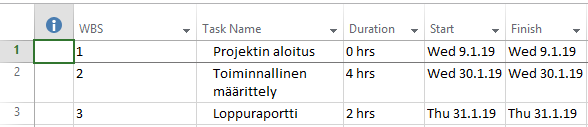 WBS Task Name Duration Start Finish
1 1 Projektin aloitus 0 hrs Wed 9.1.19 Wed 9.1.19
2 2 Toiminnallinen määrittely 4 hrs Wed 30.1.19 Wed 30.1.19
3 3 Loppuraportti 2 hrs Thu 31.1.19 Thu 31.1.19